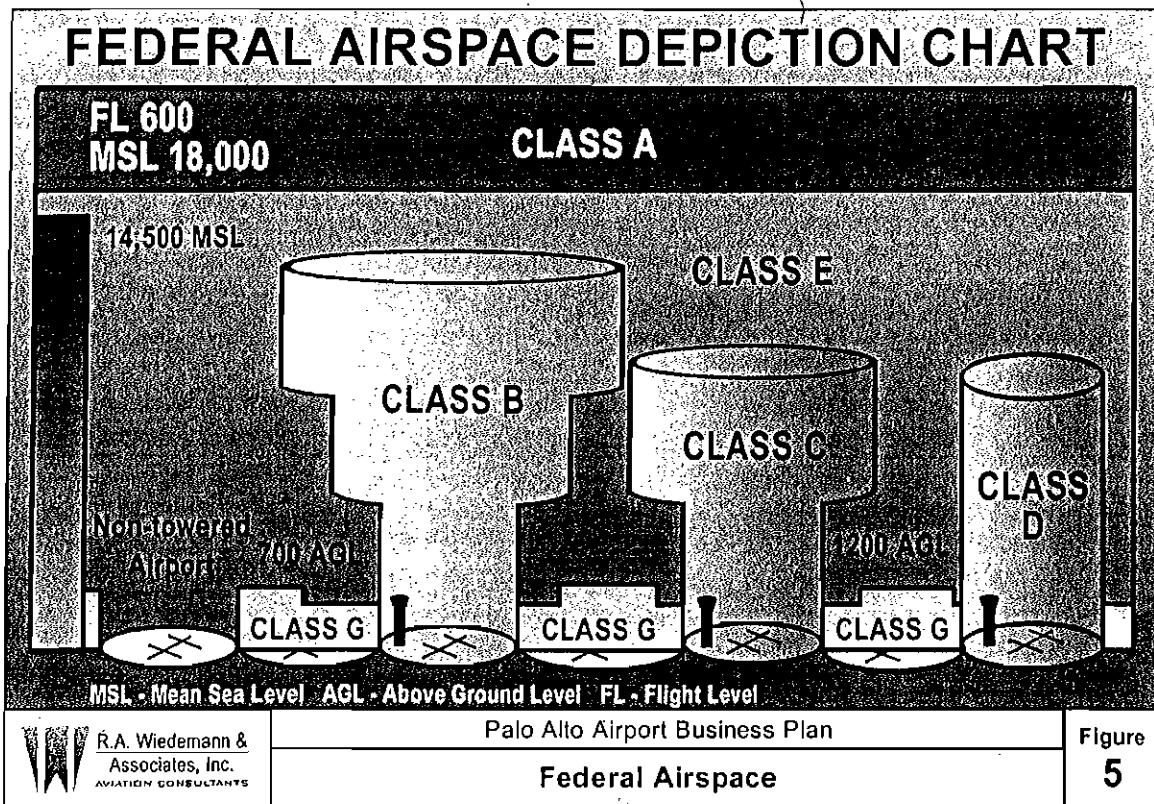 FEDERAL AIRSPACE DEPICTION CHART
FL 600
MSL 18,000
CLASS A
14,500 MSL
CLASS E
CLASS B
CLASS C
CLASS
D
Non-towered
Airport
700 AGL
1200 AGL
CLASS G
CLASS G
CLASS G
MSL - Mean Sea Level AGL - Above Ground Level FL - Flight Level
R.A. Wiedemann &
Associates, Inc.
AVIATION CONSULTANTS
Palo Alto Airport Business Plan
Federal Airspace
Figure
5